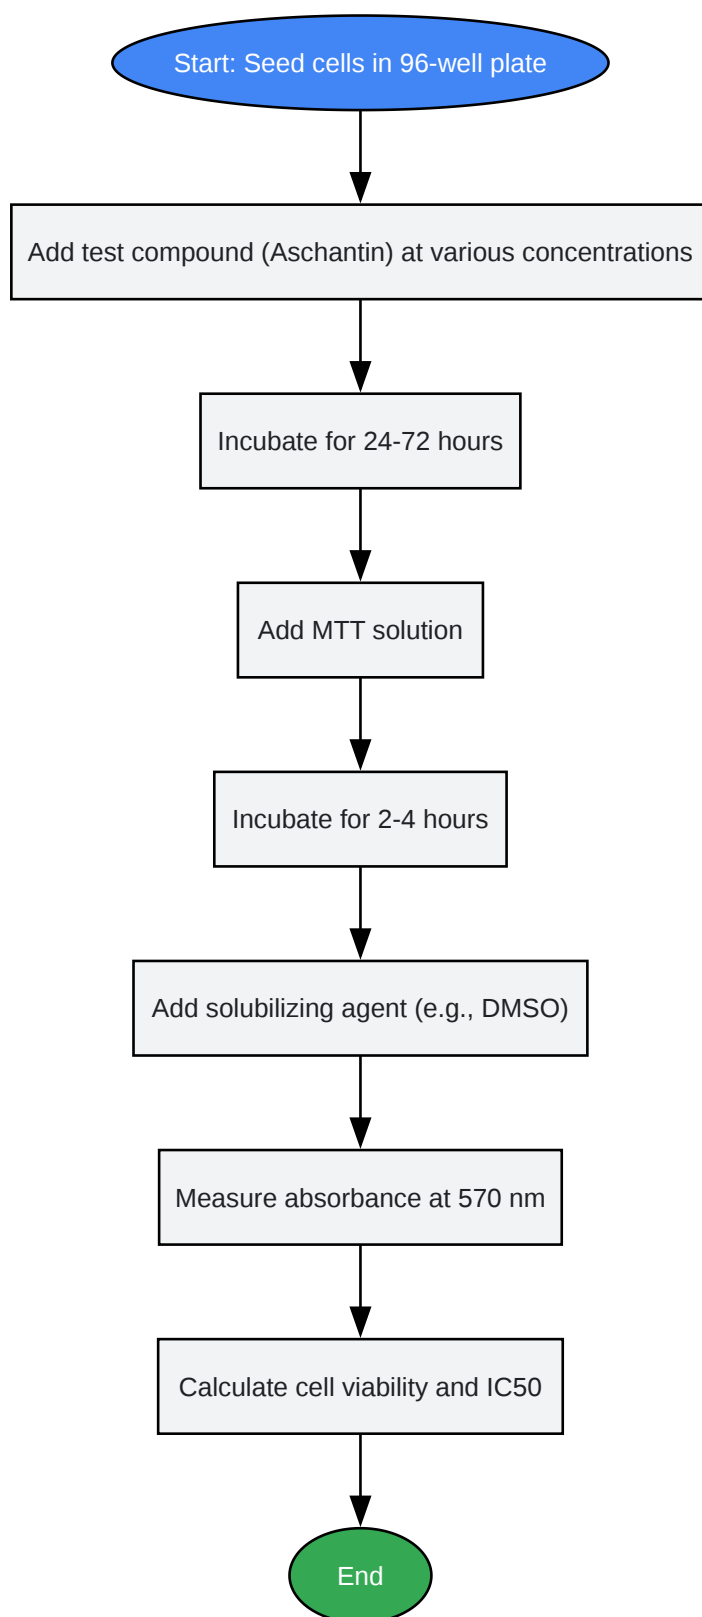 Start: Seed cells in 96-well plate
Add test compound (Aschantin) at various concentrations
Incubate for 24-72 hours
Add MTT solution
Incubate for 2-4 hours
Add solubilizing agent (e.g., DMSO)
Measure absorbance at 570 nm
Calculate cell viability and IC50
End